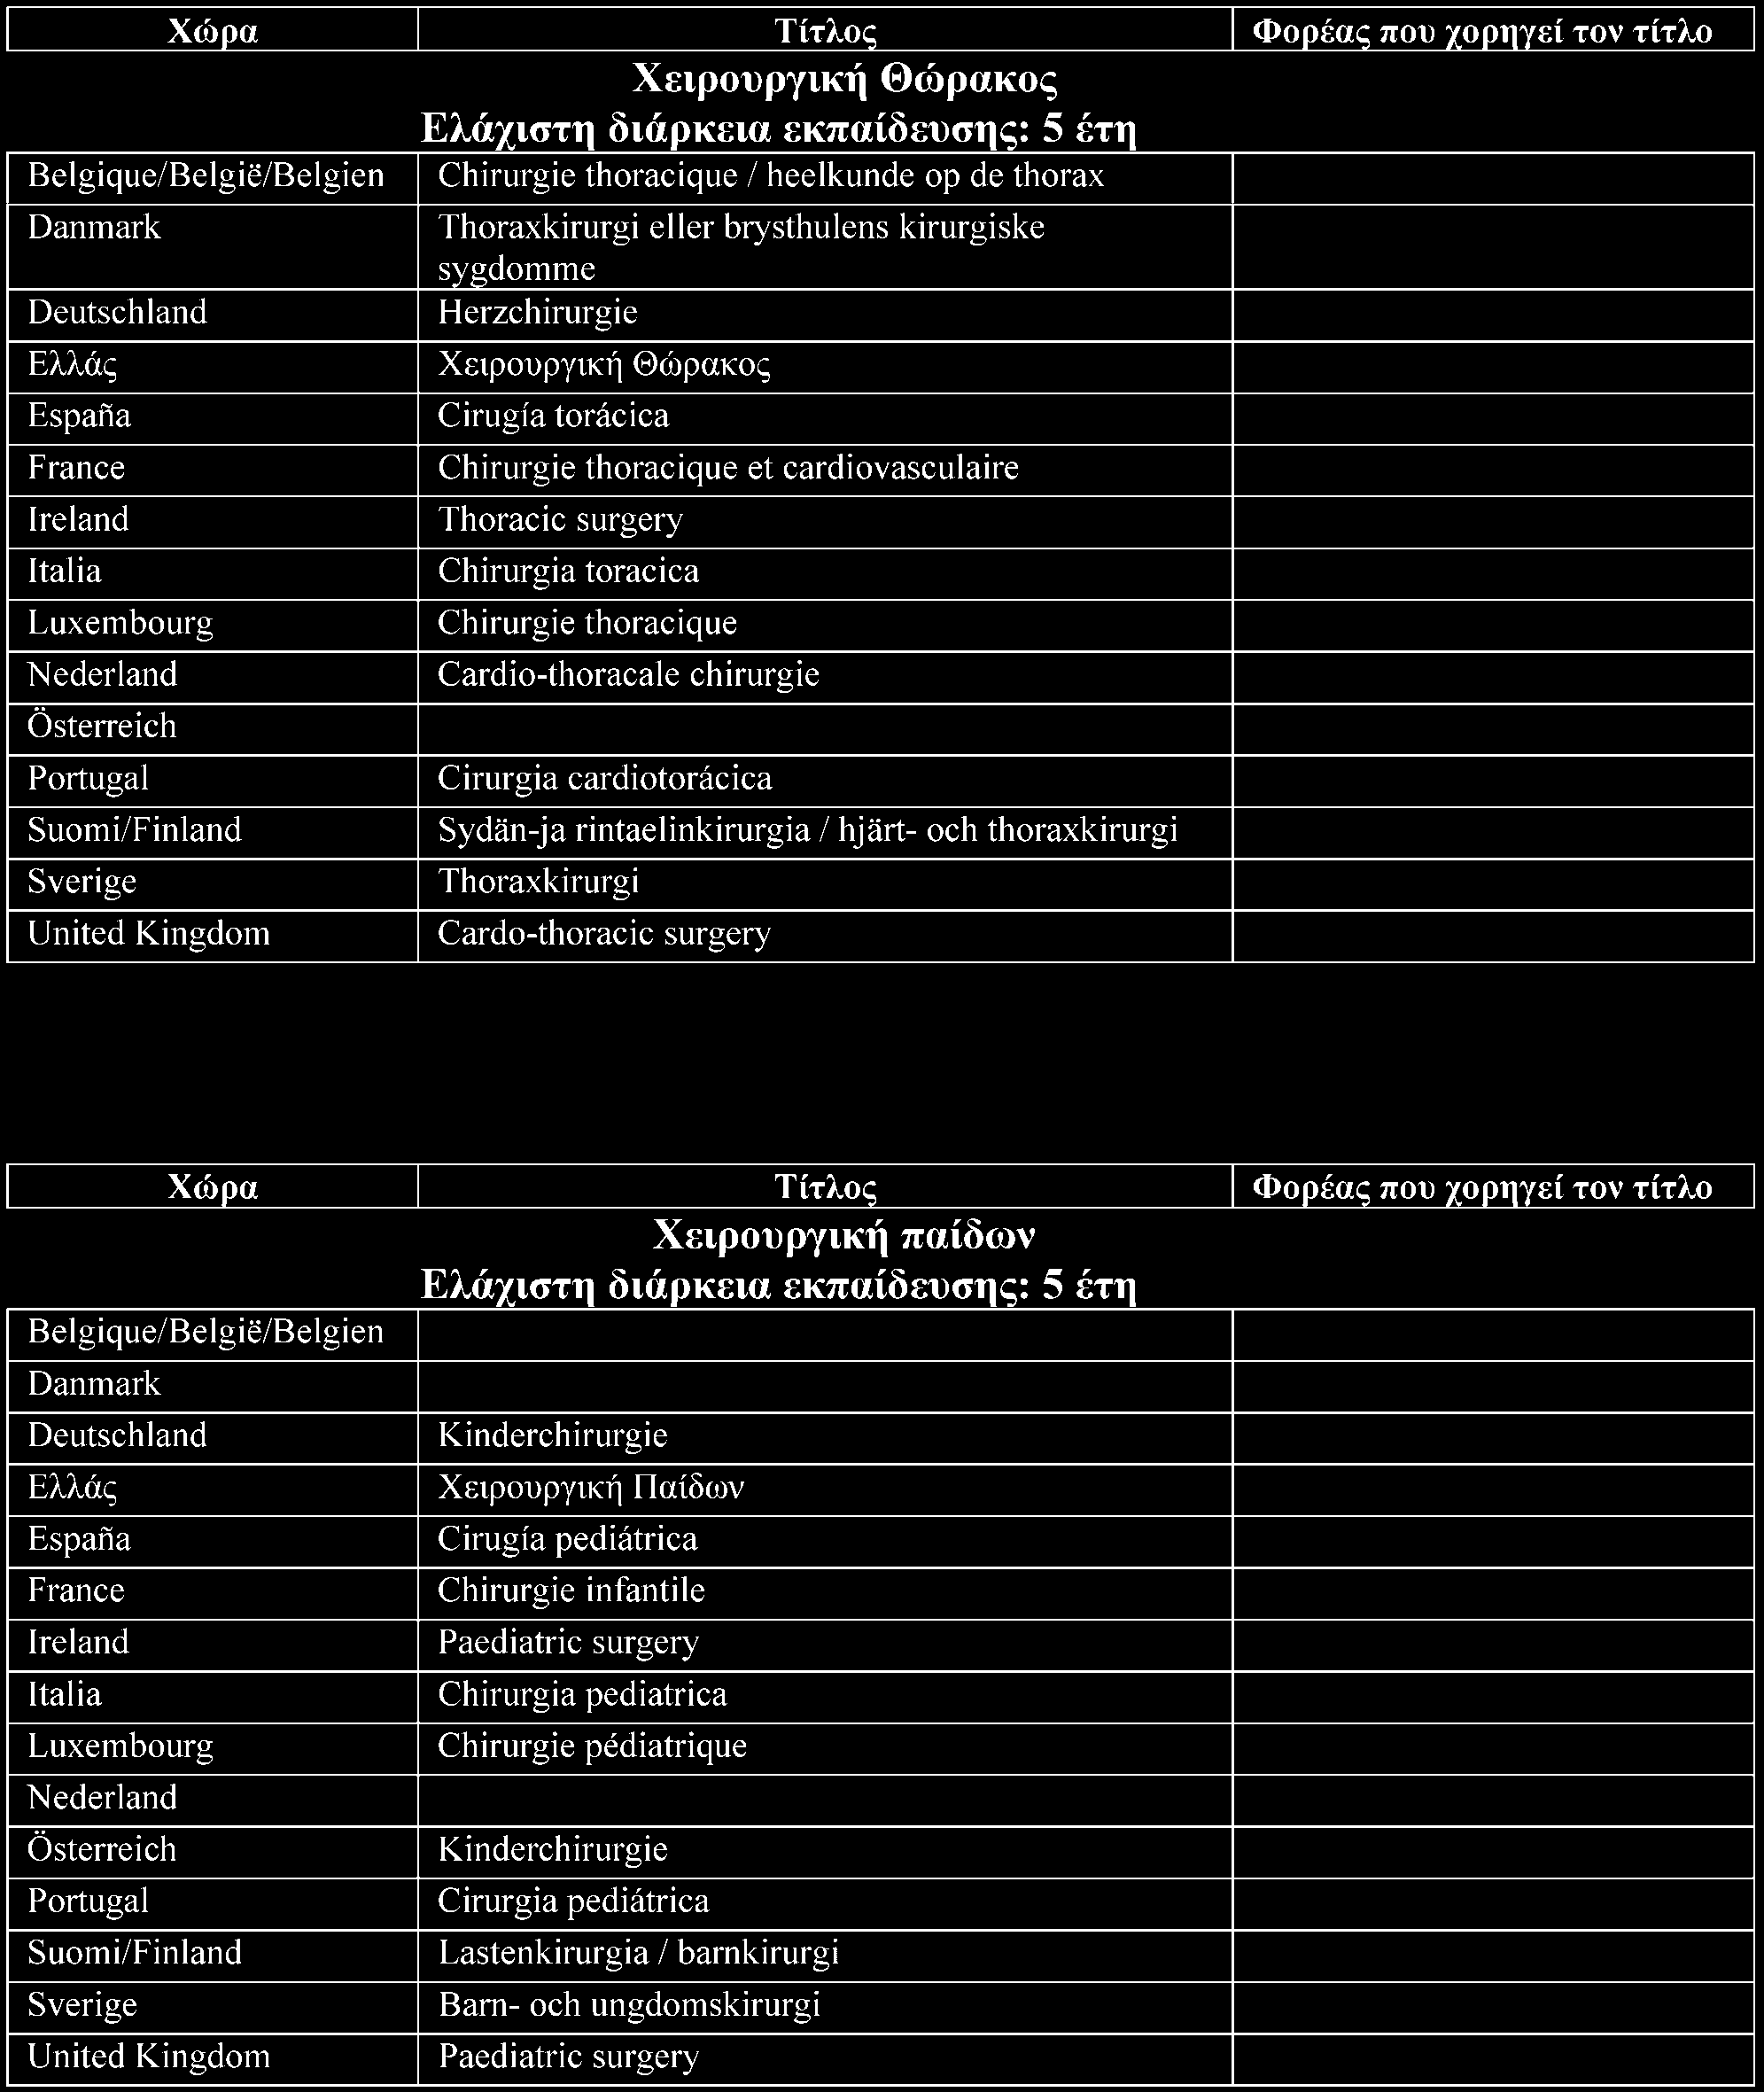 Χώρα Τίτλος Φορέας που χορηγεί τον τίτλο
Χειρουργική Θώρακος
Ελάχιστη διάρκεια εκπαίδευσης: 5 έτη
Belgique/België/Belgien Chirurgie thoracique / heelkunde op de thorax
Danmark Thoraxkirurgi eller brysthulens kirurgiske
sygdomme
Deutschland Herzchirurgie
Ελλάς Χειρουργική Θώρακος
España Cirugía torácica
France Chirurgie thoracique et cardiovasculaire
Ireland Thoracic surgery
Italia Chirurgia toracica
Luxembourg Chirurgie thoracique
Nederland Cardio-thoracale chirurgie
Österreich
Portugal Cirurgia cardiotorácica
Suomi/Finland Sydän-ja rintaelinkirurgia / hjärt- och thoraxkirurgi
Sverige Thoraxkirurgi
United Kingdom Cardo-thoracic surgery
Χώρα Τίτλος Φορέας που χορηγεί τον τίτλο
Χειρουργική παίδων
Ελάχιστη διάρκεια εκπαίδευσης: 5 έτη
Belgique/België/Belgien
Danmark
Deutschland Kinderchirurgie
Ελλάς Χειρουργική Παίδων
España Cirugía pediátrica
France Chirurgie infantile
Ireland Paediatric surgery
Italia Chirurgia pediatrica
Luxembourg Chirurgie pédiatrique
Nederland
Österreich Kinderchirurgie
Portugal Cirurgia pediátrica
Suomi/Finland Lastenkirurgia / barnkirurgi
Sverige Barn- och ungdomskirurgi
United Kingdom Paediatric surgery